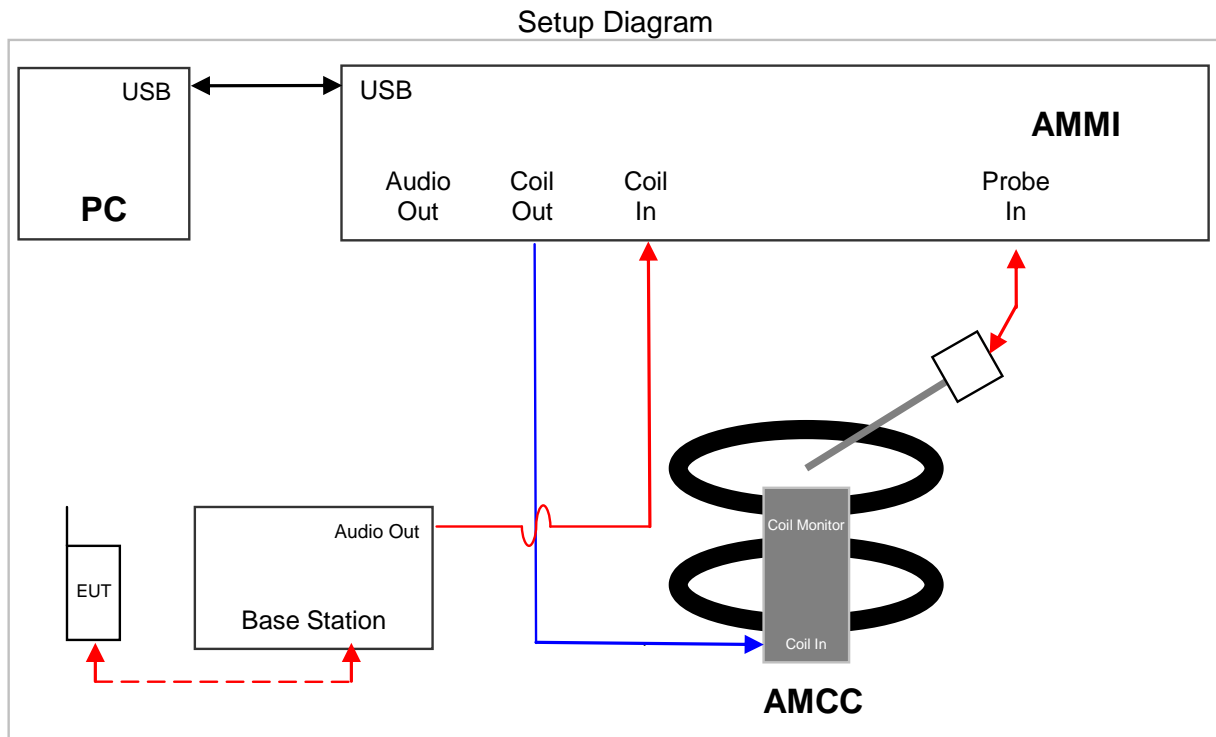 Setup Diagram
USB
PC
USB
AMMI
Audio
Out
Coil
Out
Coil
In
Probe
In
EUT
Audio Out
Base Station
Coil Monitor
Coil In
AMCC